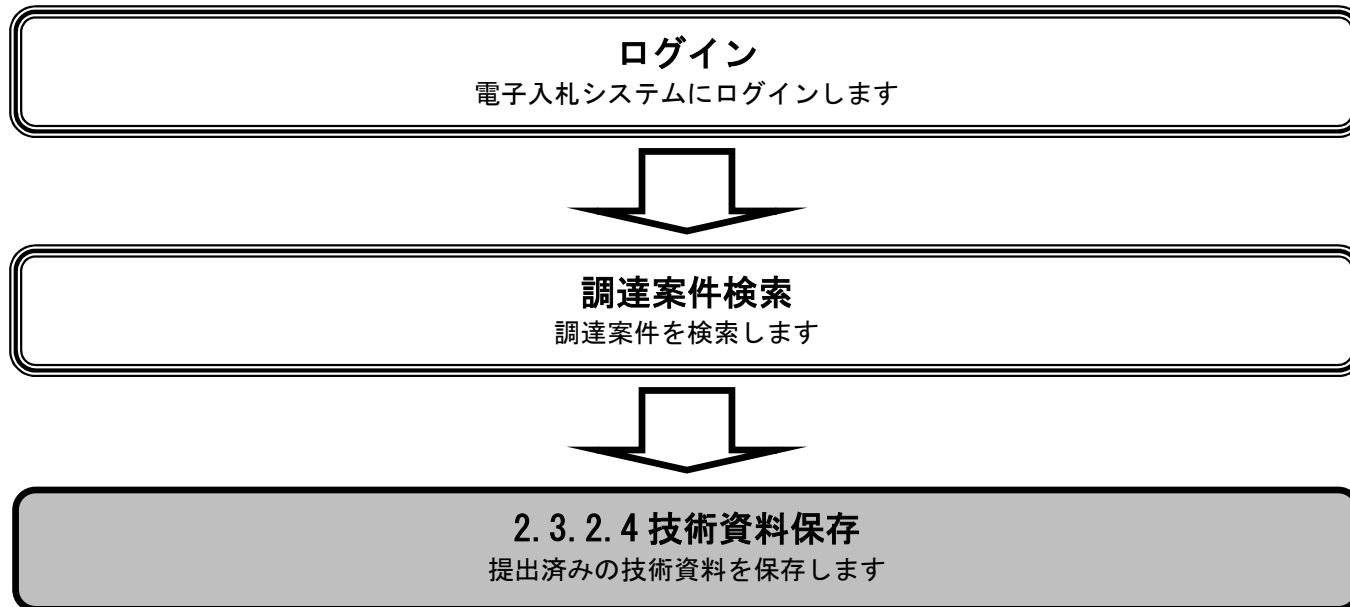 ログイン
電子入札システムにログインします
調達案件検索
調達案件を検索します
2.3.2.4 技術資料保存
提出済みの技術資料を保存します